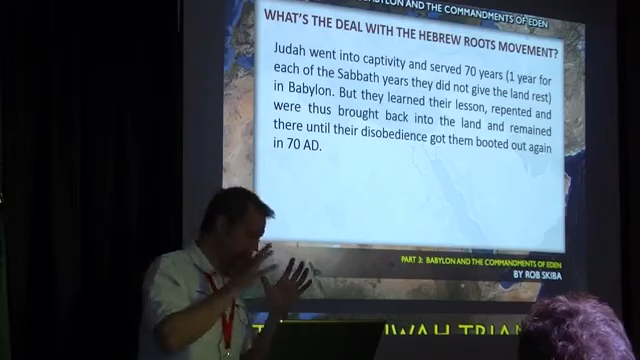 BABYLON AND THE COMMANDMENTS OF EDEN
WHAT'S THE DEAL WITH THE HEBREW ROOTS MOVEMENT?
Judah went into captivity and served 70 years (1 year for
each of the Sabbath years they did not give the land rest)
in Babylon. But they learned their lesson, repented and
were thus brought back into the land and remained
there until their disobedience got them booted out again
in 70 AD.
PART 3: BABYLON AND THE COMMANDMENTS OF EDEN
BY ROB SKIBA